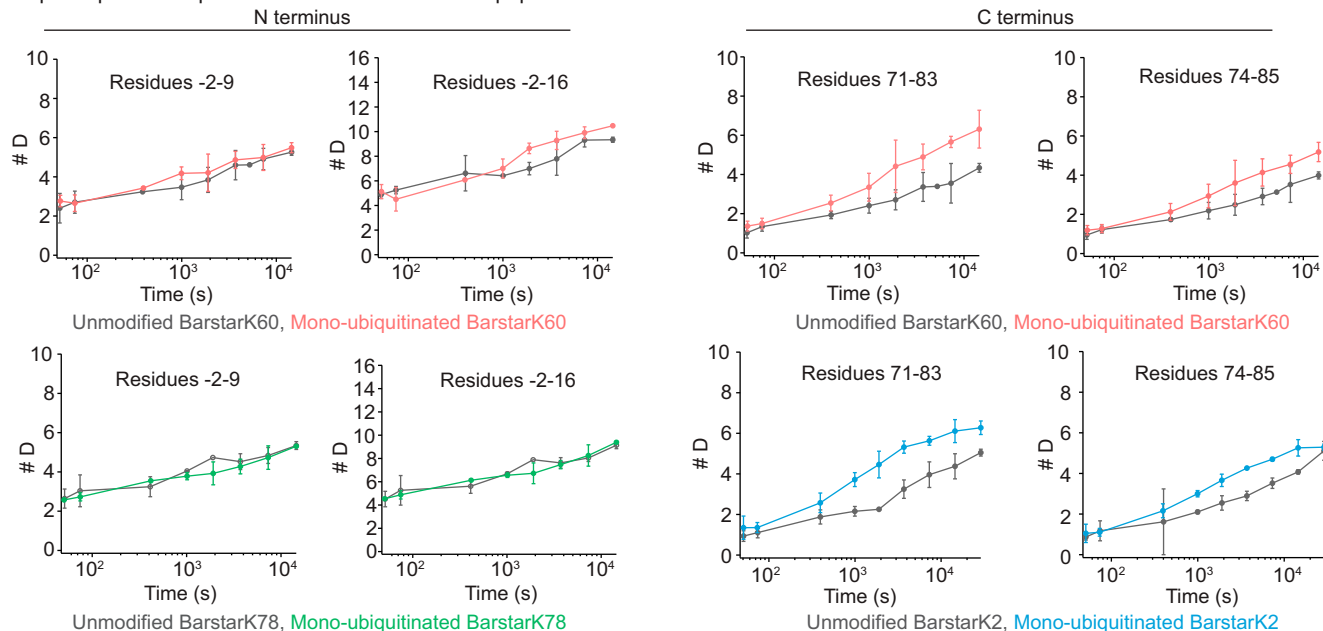 N terminus
C terminus
10
8
6
4
2
0
# D
Residues -2-9
10²
10³
10⁴
Time (s)
16
14
12
10
8
6
4
2
0
# D
Residues -2-16
10²
10³
10⁴
Time (s)
Unmodified BarstarK60, Mono-ubiquitinated BarstarK60
10
8
6
4
2
0
# D
Residues 71-83
10²
10³
10⁴
Time (s)
10
8
6
4
2
0
# D
Residues 74-85
10²
10³
10⁴
Time (s)
Unmodified BarstarK60, Mono-ubiquitinated BarstarK60
10
8
6
4
2
0
# D
Residues -2-9
10²
10³
10⁴
Time (s)
16
14
12
10
8
6
4
2
0
# D
Residues -2-16
10²
10³
10⁴
Time (s)
Unmodified BarstarK78, Mono-ubiquitinated BarstarK78
10
8
6
4
2
0
# D
Residues 71-83
10²
10³
10⁴
Time (s)
10
8
6
4
2
0
# D
Residues 74-85
10²
10³
10⁴
Time (s)
Unmodified BarstarK2, Mono-ubiquitinated BarstarK2